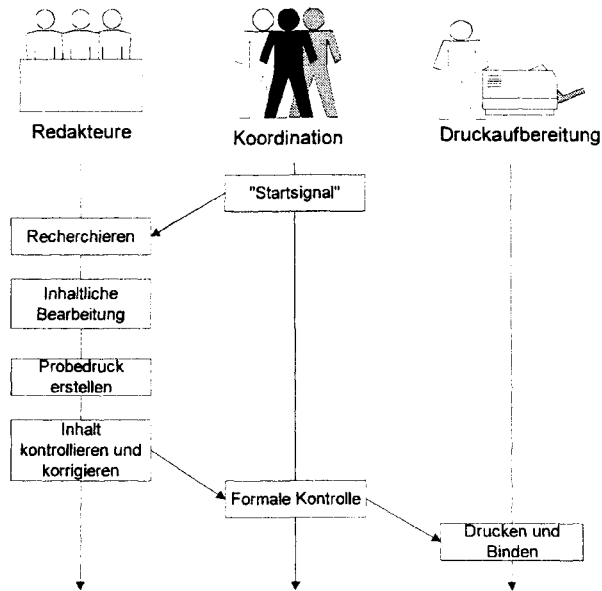 Redakteure
Koordination
Druckaufbereitung
"Startsignal"
Recherchieren
Inhaltliche
Bearbeitung
Probedruck
erstellen
Inhalt
kontrollieren und
korrigieren
Formale Kontrolle
Drucken und
Binden